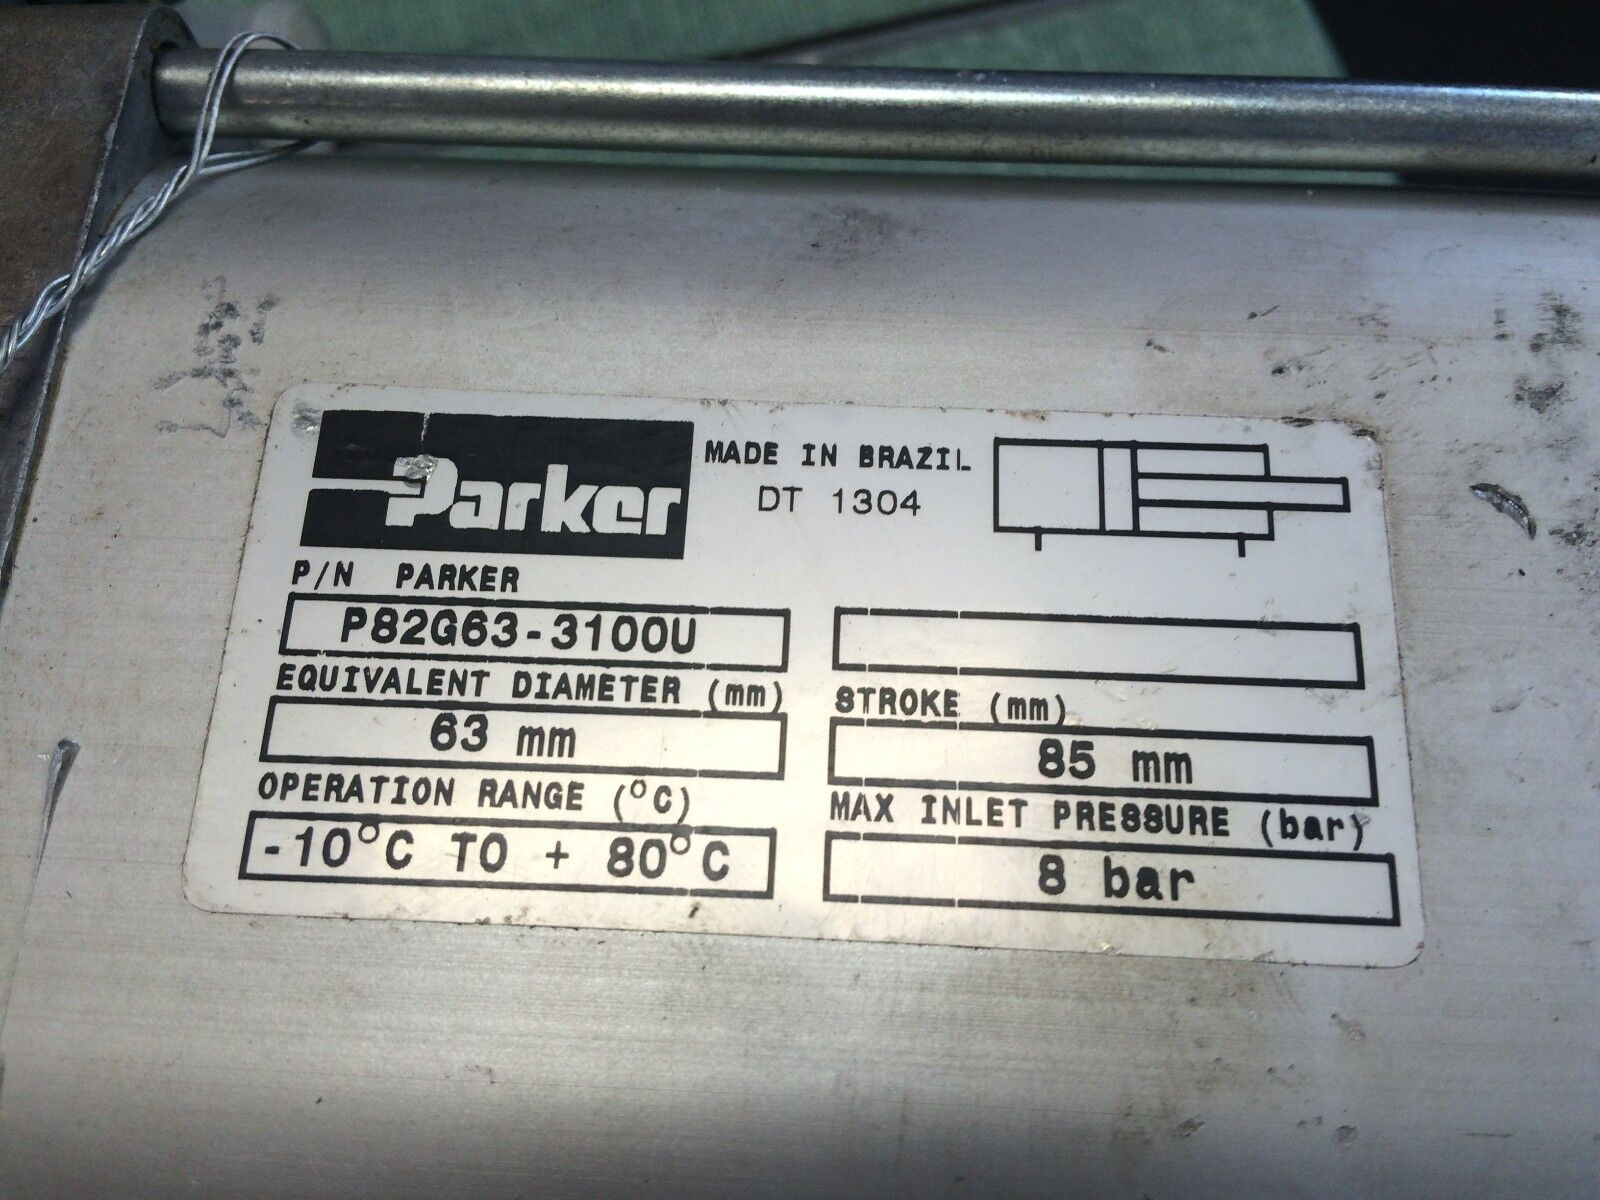 Parker
MADE IN BRAZIL
DT 1304
P/N PARKER
P82G63-3100U
EQUIVALENT DIAMETER (mm)
63 mm
STROKE (mm)
85 mm
OPERATION RANGE (°C)
-10°C TO + 80°C
MAX INLET PRESSURE (bar)
8 bar